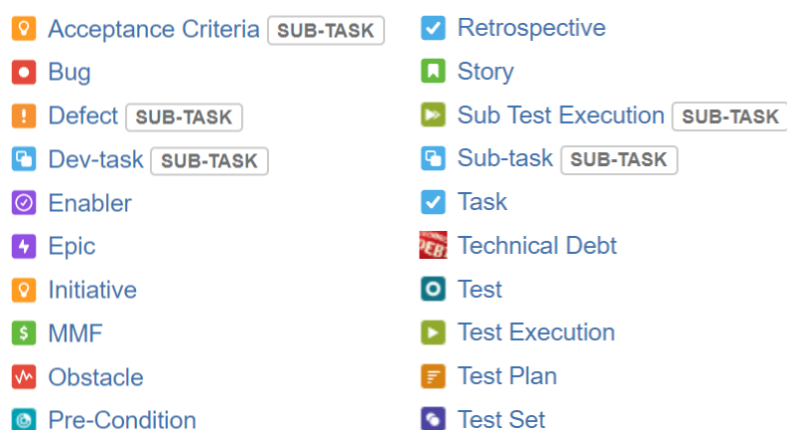 Acceptance Criteria SUB-TASK
Bug
Defect SUB-TASK
Dev-task SUB-TASK
Enabler
Epic
Initiative
MMF
Obstacle
Pre-Condition
Retrospective
Story
Sub Test Execution SUB-TASK
Sub-task SUB-TASK
Task
DEBT Technical Debt
Test
Test Execution
Test Plan
Test Set